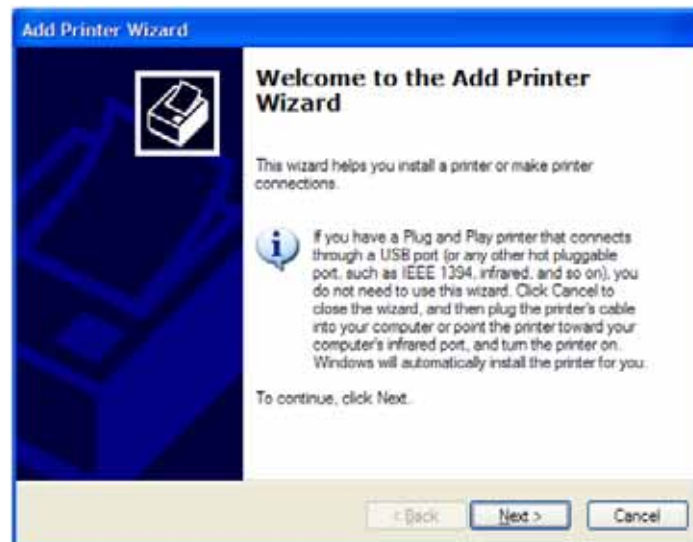 Add Printer Wizard
Welcome to the Add Printer
Wizard
This wizard helps you install a printer or make printer
connections.
If you have a Plug and Play printer that connects
through a USB port (or any other hot pluggable
port, such as IEEE 1394, infrared, and so on), you
do not need to use this wizard. Click Cancel to
close the wizard, and then plug the printer's cable
into your computer or point the printer toward your
computer's infrared port, and turn the printer on.
Windows will automatically install the printer for you.
To continue, click Next.
< Back
Next >
Cancel